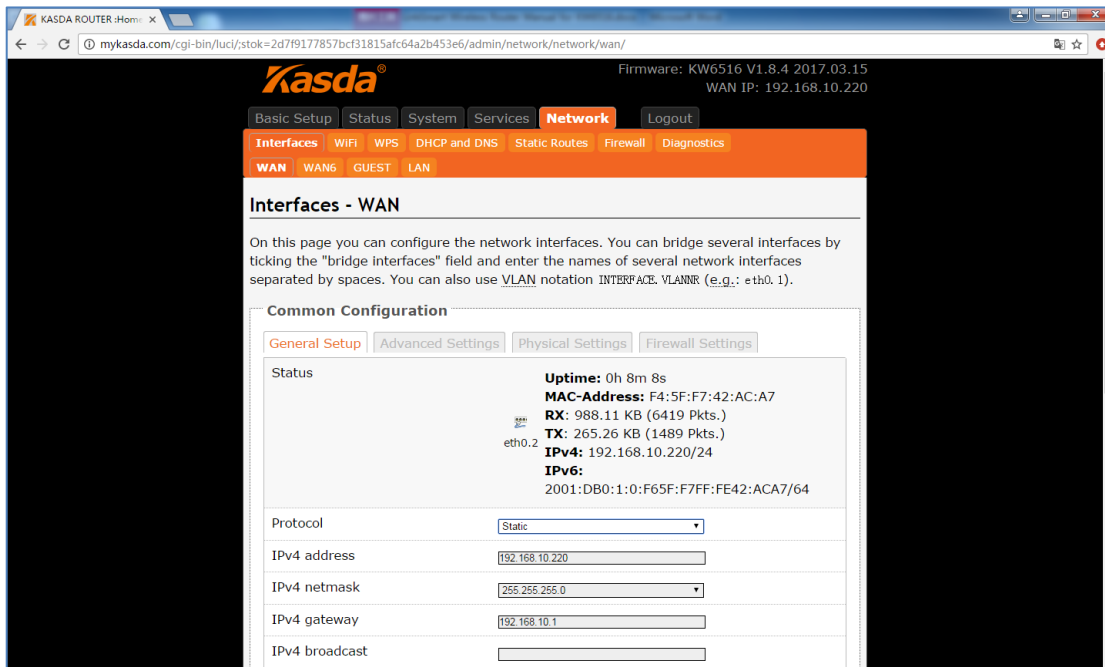 KASDA ROUTER :Home
mykasda.com/cgi-bin/luci/;stok=2d7f9177857bcf31815afc64a2b453e6/admin/network/network/wan/
Kasda®
Firmware: KW6516 V1.8.4 2017.03.15
WAN IP: 192.168.10.220
Basic Setup Status System Services Network Logout
Interfaces WiFi WPS DHCP and DNS Static Routes Firewall Diagnostics
WAN WAN6 GUEST LAN
Interfaces - WAN
On this page you can configure the network interfaces. You can bridge several interfaces by
ticking the "bridge interfaces" field and enter the names of several network interfaces
separated by spaces. You can also use VLAN notation INTERFACE.VLANNR (e.g.: eth0.1).
Common Configuration
General Setup Advanced Settings Physical Settings Firewall Settings
Status
Uptime: 0h 8m 8s
MAC-Address: F4:5F:F7:42:AC:A7
RX: 988.11 KB (6419 Pkts.)
TX: 265.26 KB (1489 Pkts.)
eth0.2
IPv4: 192.168.10.220/24
IPv6:
2001:DB0:1:0:F65F:F7FF:FE42:ACA7/64
Protocol Static
IPv4 address 192.168.10.220
IPv4 netmask 255.255.255.0
IPv4 gateway 192.168.10.1
IPv4 broadcast